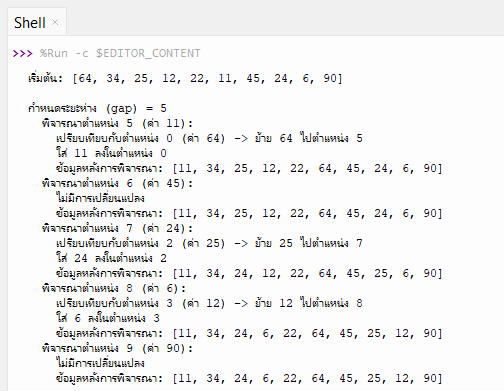 Shell ×
>>> %Run -c $EDITOR_CONTENT
เริ่มต้น: [64, 34, 25, 12, 22, 11, 45, 24, 6, 90]
กำหนดระยะห่าง (gap) = 5
พิจารณาตำแหน่ง 5 (ค่า 11):
เปรียบเทียบกับตำแหน่ง 0 (ค่า 64) -> ย้าย 64 ไปตำแหน่ง 5
ใส่ 11 ลงในตำแหน่ง 0
ข้อมูลหลังการพิจารณา: [11, 34, 25, 12, 22, 64, 45, 24, 6, 90]
พิจารณาตำแหน่ง 6 (ค่า 45):
ไม่มีการเปลี่ยนแปลง
ข้อมูลหลังการพิจารณา: [11, 34, 25, 12, 22, 64, 45, 24, 6, 90]
พิจารณาตำแหน่ง 7 (ค่า 24):
เปรียบเทียบกับตำแหน่ง 2 (ค่า 25) -> ย้าย 25 ไปตำแหน่ง 7
ใส่ 24 ลงในตำแหน่ง 2
ข้อมูลหลังการพิจารณา: [11, 34, 24, 12, 22, 64, 45, 25, 6, 90]
พิจารณาตำแหน่ง 8 (ค่า 6):
เปรียบเทียบกับตำแหน่ง 3 (ค่า 12) -> ย้าย 12 ไปตำแหน่ง 8
ใส่ 6 ลงในตำแหน่ง 3
ข้อมูลหลังการพิจารณา: [11, 34, 24, 6, 22, 64, 45, 25, 12, 90]
พิจารณาตำแหน่ง 9 (ค่า 90):
ไม่มีการเปลี่ยนแปลง
ข้อมูลหลังการพิจารณา: [11, 34, 24, 6, 22, 64, 45, 25, 12, 90]